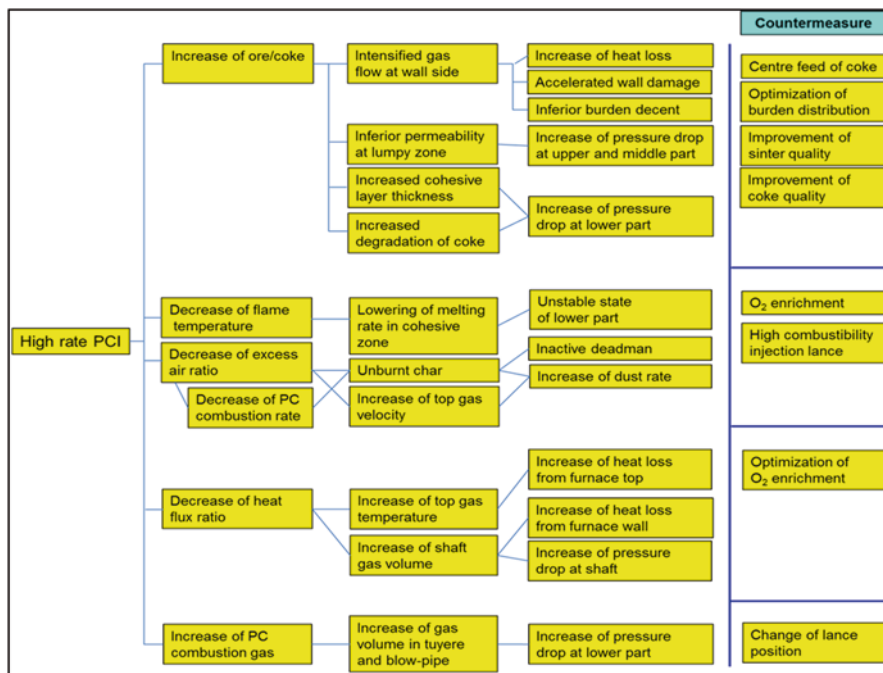 Countermeasure
Increase of ore/coke
Intensified gas
flow at wall side
Increase of heat loss
Accelerated wall damage
Inferior burden decent
Inferior permeability
at lumpy zone
Increase of pressure drop
at upper and middle part
Increased cohesive
layer thickness
Increased
degradation of coke
Increase of pressure
drop at lower part
Centre feed of coke
Optimization of
burden distribution
Improvement of
sinter quality
Improvement of
coke quality
High rate PCI
Decrease of flame
temperature
Lowering of melting
rate in cohesive
zone
Unstable state
of lower part
Decrease of excess
air ratio
Decrease of PC
combustion rate
Unburnt char
Increase of top gas
velocity
Inactive deadman
Increase of dust rate
O₂ enrichment
High combustibility
injection lance
Decrease of heat
flux ratio
Increase of top gas
temperature
Increase of shaft
gas volume
Increase of heat loss
from furnace top
Increase of heat loss
from furnace wall
Increase of pressure
drop at shaft
Optimization of
O₂ enrichment
Increase of PC
combustion gas
Increase of gas
volume in tuyere
and blow-pipe
Increase of pressure
drop at lower part
Change of lance
position